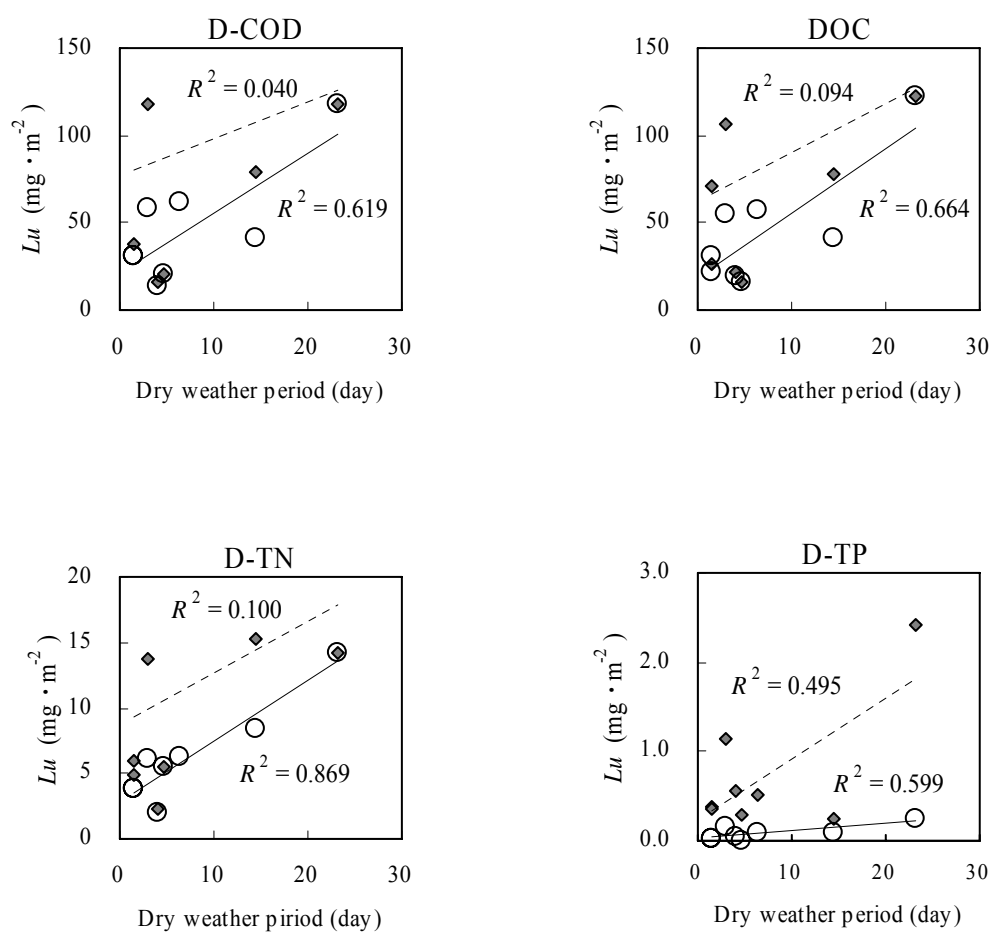 D-COD
150
100
50
0
Lu (mg・m-2)
R2 = 0.040
R2 = 0.619
0 10 20 30
Dry weather period (day)
DOC
150
100
50
0
Lu (mg・m-2)
R2 = 0.094
R2 = 0.664
0 10 20 30
Dry weather period (day)
D-TN
20
15
10
5
0
Lu (mg・m-2)
R2 = 0.100
R2 = 0.869
0 10 20 30
Dry weather piriod (day)
D-TP
3.0
2.0
1.0
0.0
Lu (mg・m-2)
R2 = 0.495
R2 = 0.599
0 10 20 30
Dry weather period (day)